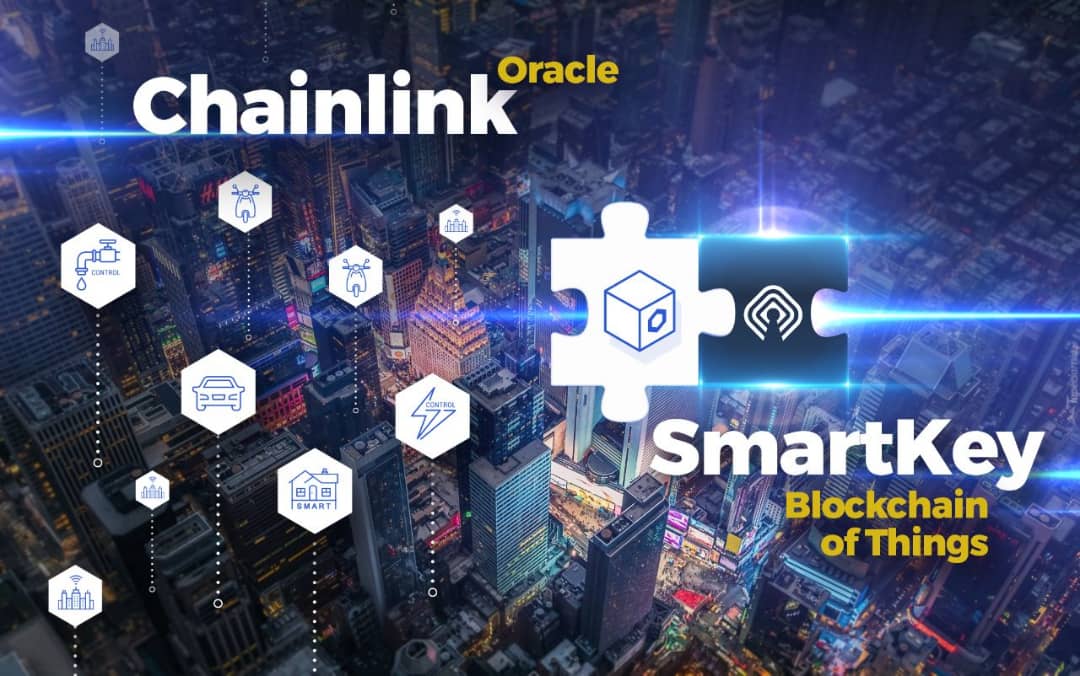 Chainlink
Oracle
CONTROL
CONTROL
SMART
SmartKey
Blockchain
of Things
H&M